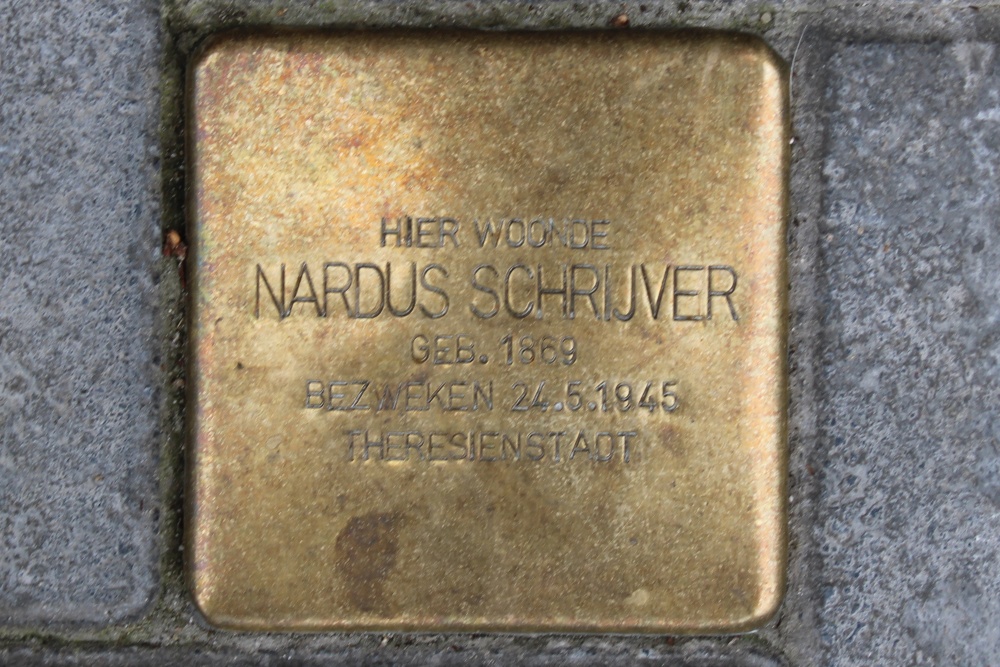 HIER WOONDE
NARDUS SCHRIJVER
GEB. 1869
BEZWEKEN 24.5.1945
THERESIENSTADT